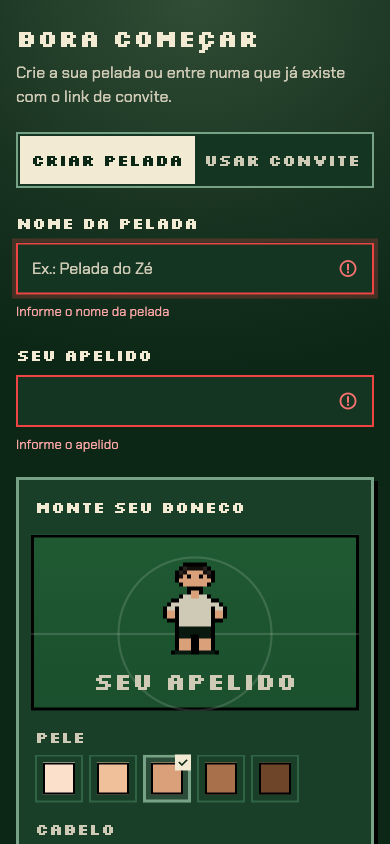 BORA COMEÇAR
Crie a sua pelada ou entre numa que já existe
com o link de convite.
CRIAR PELADA
USAR CONVITE
NOME DA PELADA
Ex.: Pelada do Zé
Informe o nome da pelada
SEU APELIDO
Informe o apelido
MONTE SEU BONECO
SEU APELIDO
PELE
CABELO